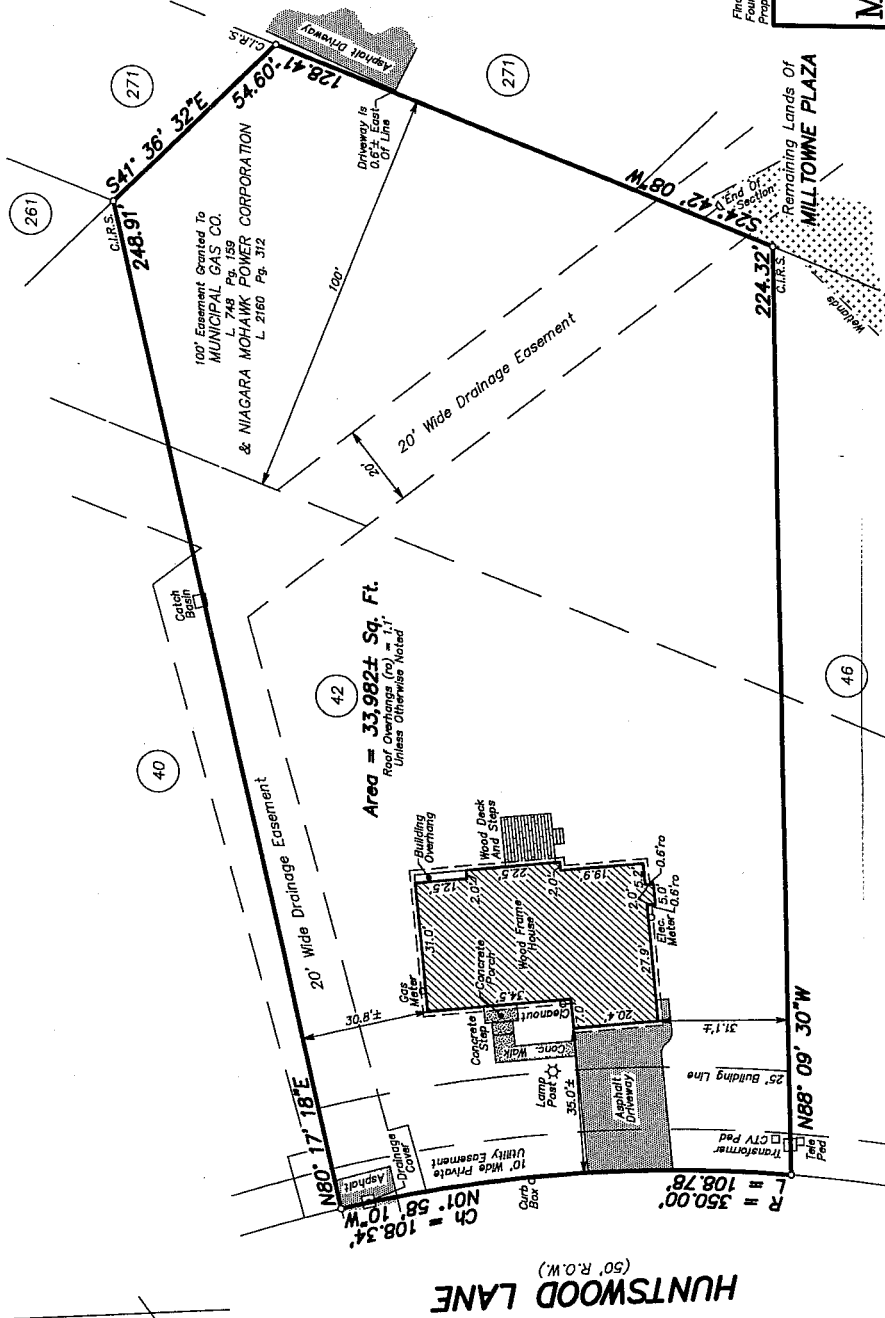 Find
Foun
Prop
M
271
C.I.R.S.
Asphalt Driveway
S41° 36' 32"E
54.60'
128.41'
261
C.I.R.S.
248.91'
100' Easement Granted To
MUNICIPAL GAS CO.
L. 748 Pg. 159
& NIAGARA MOHAWK POWER CORPORATION
L. 2160 Pg. 312
Driveway Is
0.6'± East
Of Line
271
100'
S24° 42' 08"W
End Of
Section
Remaining Lands Of
MILLTOWNE PLAZA
C.I.R.S.
224.32'
Wetlands
20' Wide Drainage Easement
20'
Catch
Basin
40
42
Area = 33,982± Sq. Ft.
Roof Overhangs (ro) = 1.1'
Unless Otherwise Noted
46
20' Wide Drainage Easement
Building
Overhang
Wood Deck
And Steps
12.5'
2.0'
22.5'
2.0'
19.9'
5.2'
0.6'ro
2.0'
5.0'
0.6'ro
Elec.
Meter
31.0'
Wood Frame
House
27.9'
Gas
Meter
Concrete
Porch
34.5'
Concrete
Step
Cleanout
7.0'
20.4'
Conc. Walk
30.8'±
31.1'±
Lamp
Post
35.0'±
Asphalt
Driveway
25' Building Line
N80° 17' 18"E
N88° 09' 30"W
Asphalt
Drainage
Cover
10' Wide Private
Utility Easement
Transformer
CTV Ped
Tele
Ped
Curb
Box
Ch = 108.34'
N01° 58' 10"W
R = 350.00'
L = 108.78'
HUNTSWOOD LANE
(50' R.O.W.)